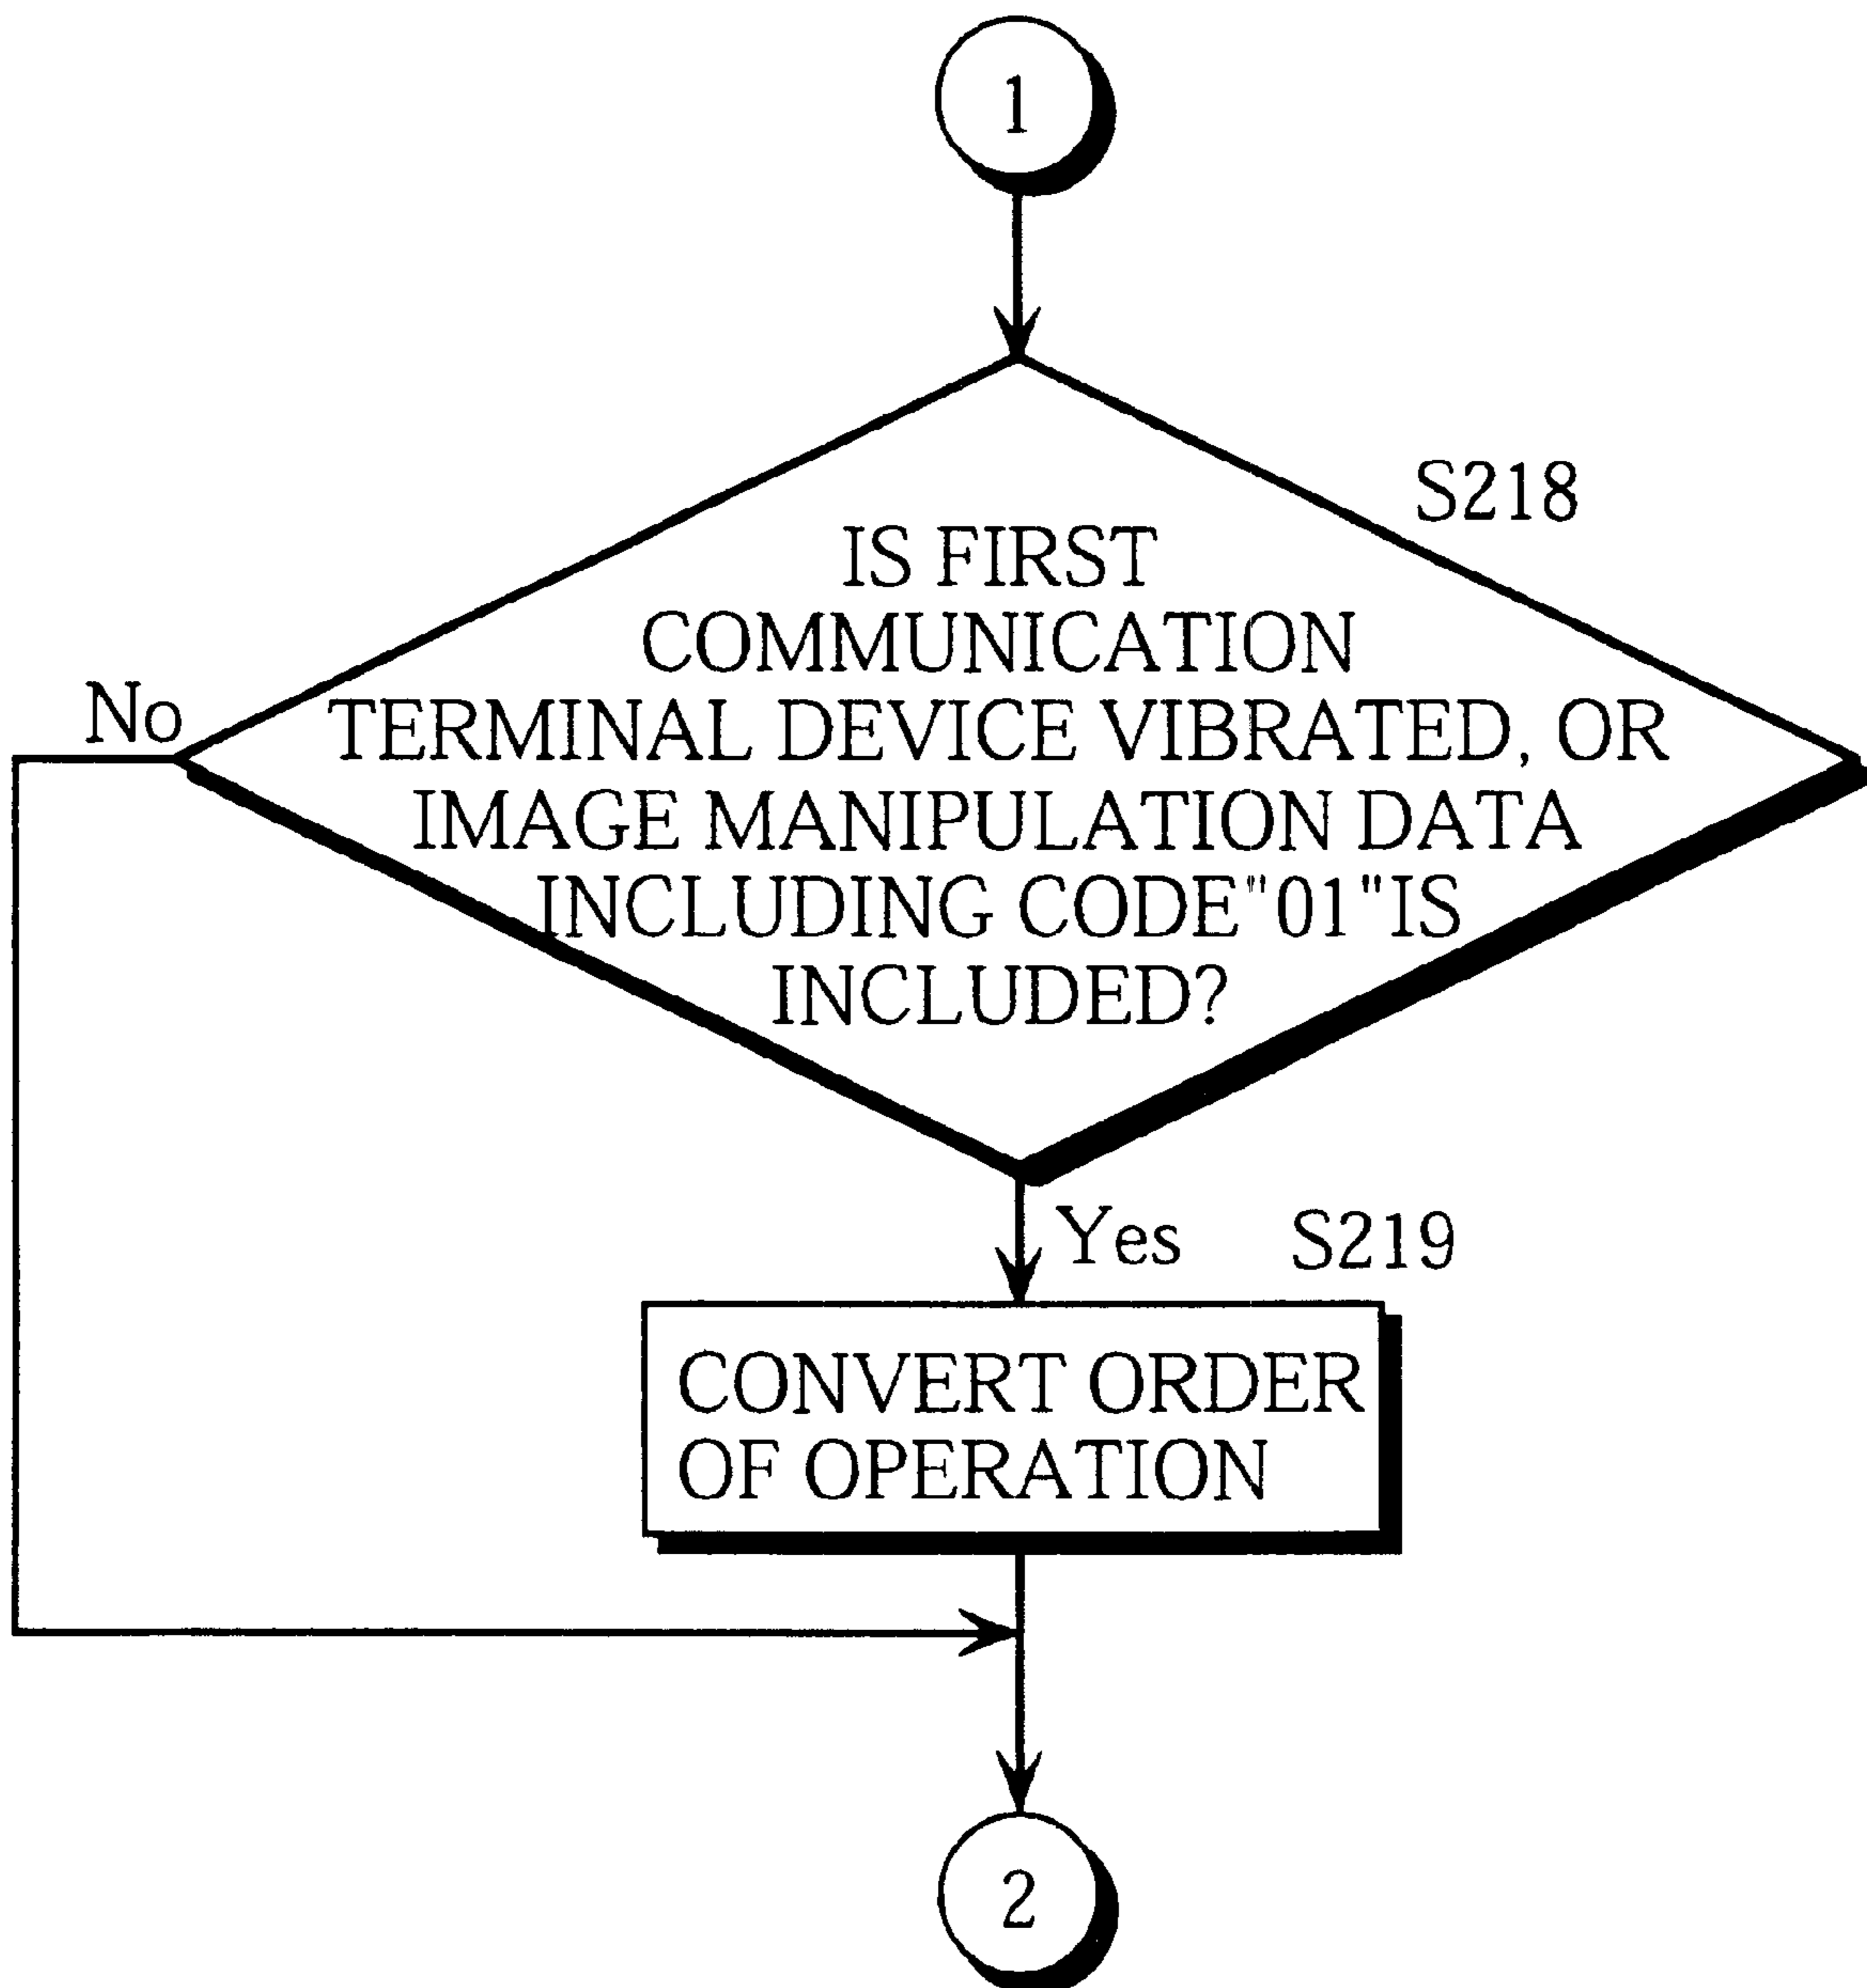 1
S218
IS FIRST
COMMUNICATION
No
TERMINAL DEVICE VIBRATED, OR
IMAGE MANIPULATION DATA
INCLUDING CODE"01"IS
INCLUDED?
Yes
S219
CONVERT ORDER
OF OPERATION
2